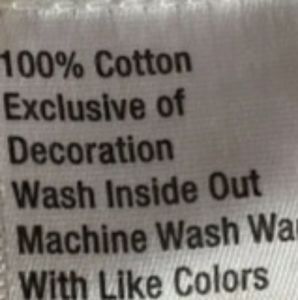 100% Cotton
Exclusive of
Decoration
Wash Inside Out
Machine Wash Wa
With Like Colors